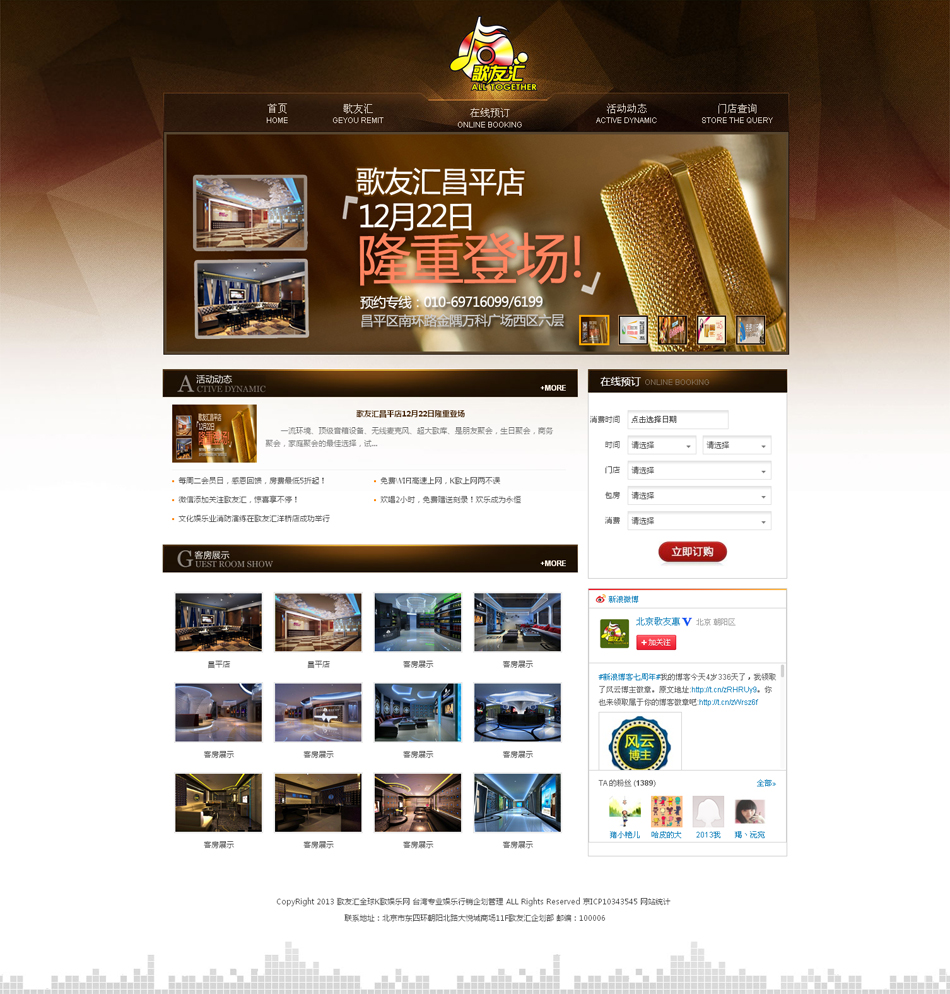 歌友汇
ALL TOGETHER
首页 歌友汇 在线预订 活动动态 门店查询
HOME GEYOU REMIT ONLINE BOOKING ACTIVE DYNAMIC STORE THE QUERY
歌友汇昌平店
「12月22日
隆重登场!」
预约专线：010-69716099/6199
昌平区南环路金隅万科广场西区六层
活动动态
ACTIVE DYNAMIC
+MORE
歌友汇昌平店12月22日隆重登场
一流环境、顶级音箱设备、无线麦克风、超大歌库、是朋友聚会，生日聚会，商务
聚会，家庭聚会的最佳选择，试...
每周二会员日，感恩回馈，房费最低5折起！
免费WIFI高速上网，K歌上网两不误
微信添加关注歌友汇，惊喜享不停！
欢唱2小时，免费赠送刻录！欢乐成为永恒
文化娱乐业消防演练在歌友汇洋桥店成功举行
客房展示
GUEST ROOM SHOW
+MORE
昌平店 昌平店 客房展示 客房展示
客房展示 客房展示 客房展示 客房展示
客房展示 客房展示 客房展示 客房展示
在线预订 ONLINE BOOKING
消费时间 点击选择日期
时间 请选择 请选择
门店 请选择
包房 请选择
消费 请选择
立即订购
新浪微博
北京歌友惠 V 北京 朝阳区
+加关注
#新浪博客七周年#我的博客今天4岁336天了，我领取
了风云博主徽章。原文地址:http://t.cn/zRHRUy9。你
也来领取属于你的博客徽章吧:http://t.cn/zWrsz6f
风云
博主
TA的粉丝 (1389) 全部»
猪小艳儿 哈皮的犬 2013我
CopyRight 2013 歌友汇全球K歌娱乐网 台湾专业娱乐行销企划管理 ALL Rights Reserved 京ICP10343545 网站统计
联系地址：北京市东四环朝阳北路大悦城商场11F歌友汇企划部 邮编：100006